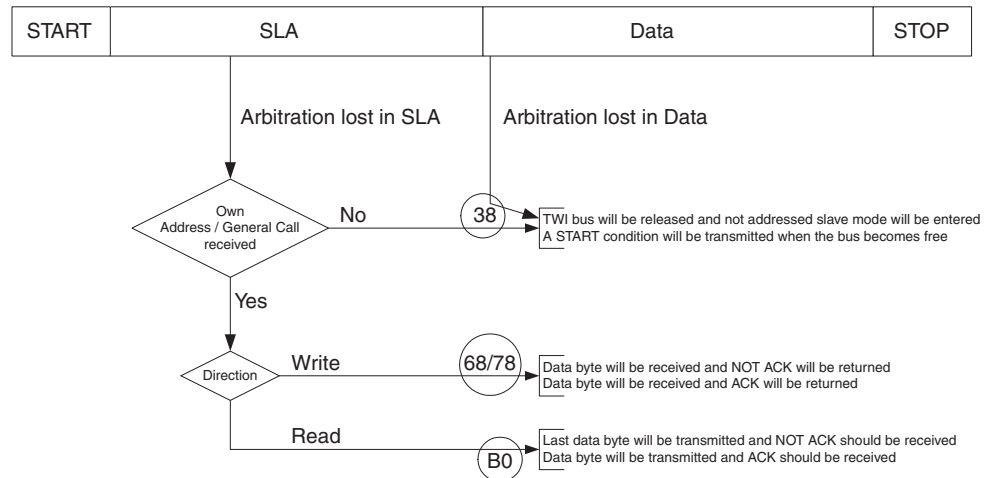 START SLA Data STOP
Arbitration lost in SLA Arbitration lost in Data
Own
Address / General Call
received
No
38
TWI bus will be released and not addressed slave mode will be entered
A START condition will be transmitted when the bus becomes free
Yes
Direction
Write
68/78
Data byte will be received and NOT ACK will be returned
Data byte will be received and ACK will be returned
Read
B0
Last data byte will be transmitted and NOT ACK should be received
Data byte will be transmitted and ACK should be received